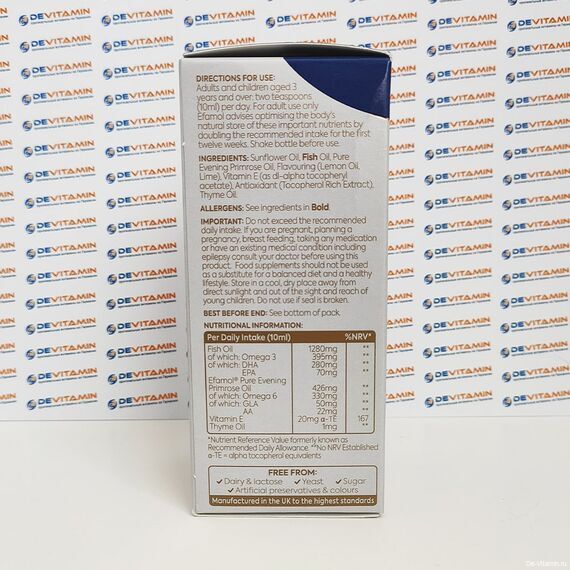 DIRECTIONS FOR USE:
Adults and children aged 3
years and over: two teaspoons
(10ml) per day. For adult use only
Efamol advises optimising the body's
natural store of these important nutrients by
doubling the recommended intake for the first
twelve weeks. Shake bottle before use.
INGREDIENTS: Sunflower Oil, Fish Oil, Pure
Evening Primrose Oil, Flavouring (Lemon Oil,
Lime), Vitamin E (as dl-alpha tocopheryl
acetate), Antioxidant (Tocopherol Rich Extract),
Thyme Oil.
ALLERGENS: See ingredients in Bold.
IMPORTANT: Do not exceed the recommended
daily intake. If you are pregnant, planning a
pregnancy, breast feeding, taking any medication
or have an existing medical condition including
epilepsy consult your doctor before using this
product. Food supplements should not be used
as a substitute for a balanced diet and a healthy
lifestyle. Store in a cool, dry place away from
direct sunlight and out of the sight and reach of
young children. Do not use if seal is broken.
BEST BEFORE END: See bottom of pack.
NUTRITIONAL INFORMATION:
Per Daily Intake (10ml) %NRV*
Fish Oil 1280mg **
of which: Omega 3 395mg **
of which: DHA 280mg **
EPA 70mg **
Efamol® Pure Evening
Primrose Oil 426mg **
of which: Omega 6 330mg **
of which: GLA 50mg **
AA 22mg **
Vitamin E 20mg α-TE 167
Thyme Oil 1mg **
*Nutrient Reference Value formerly known as
Recommended Daily Allowance. **No NRV Established
α-TE = alpha tocopherol equivalents
FREE FROM:
✓ Dairy & lactose ✓ Yeast ✓ Sugar
✓ Artificial preservatives & colours
Manufactured in the UK to the highest standards
DEVITAMIN
De-Vitamin.ru